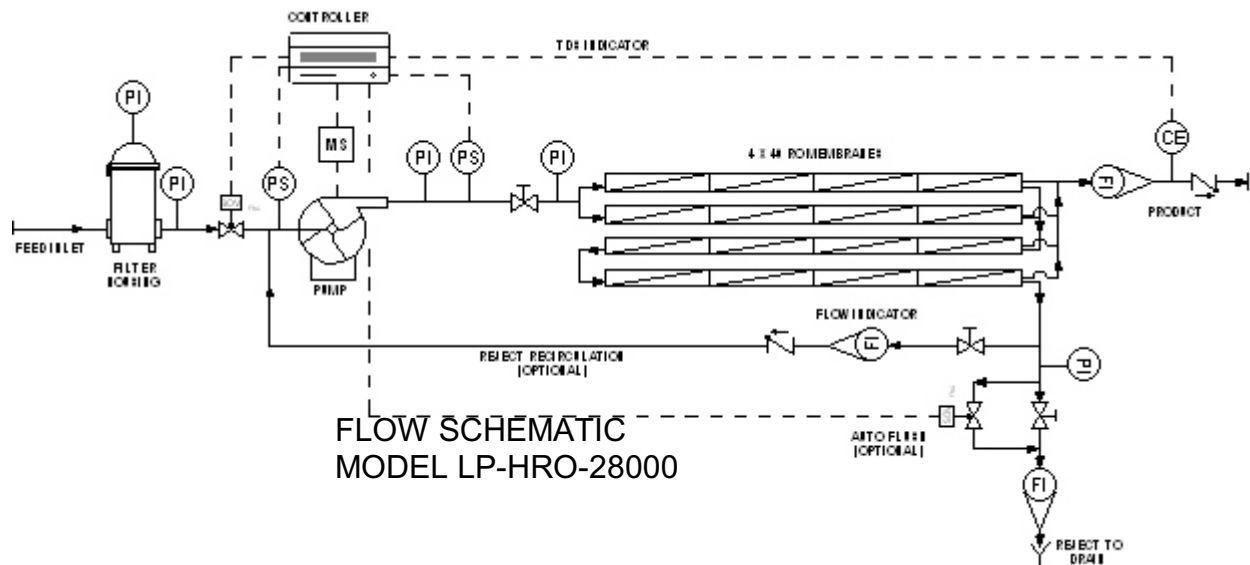 CONTROLLER
TDS INDICATOR
PI
MS
CE
PI
PS
PI
PS
PI
4 X 40 RO MEMBRANES
FI
PRODUCT
FEED INLET
FILTER
HOUSING
PUMP
FLOW INDICATOR
FI
REJECT RECIRCULATION
(OPTIONAL)
PI
FLOW SCHEMATIC
MODEL LP-HRO-28000
AUTO FLUSH
(OPTIONAL)
FI
REJECT TO
DRAIN